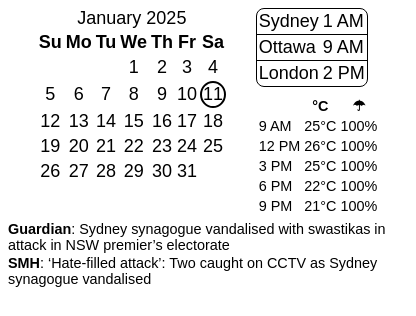 January 2025
Su Mo Tu We Th Fr Sa
1 2 3 4
5 6 7 8 9 10 11
12 13 14 15 16 17 18
19 20 21 22 23 24 25
26 27 28 29 30 31
Sydney 1 AM
Ottawa 9 AM
London 2 PM
°C ☂
9 AM 25°C 100%
12 PM 26°C 100%
3 PM 25°C 100%
6 PM 22°C 100%
9 PM 21°C 100%
Guardian: Sydney synagogue vandalised with swastikas in
attack in NSW premier’s electorate
SMH: ‘Hate-filled attack’: Two caught on CCTV as Sydney
synagogue vandalised